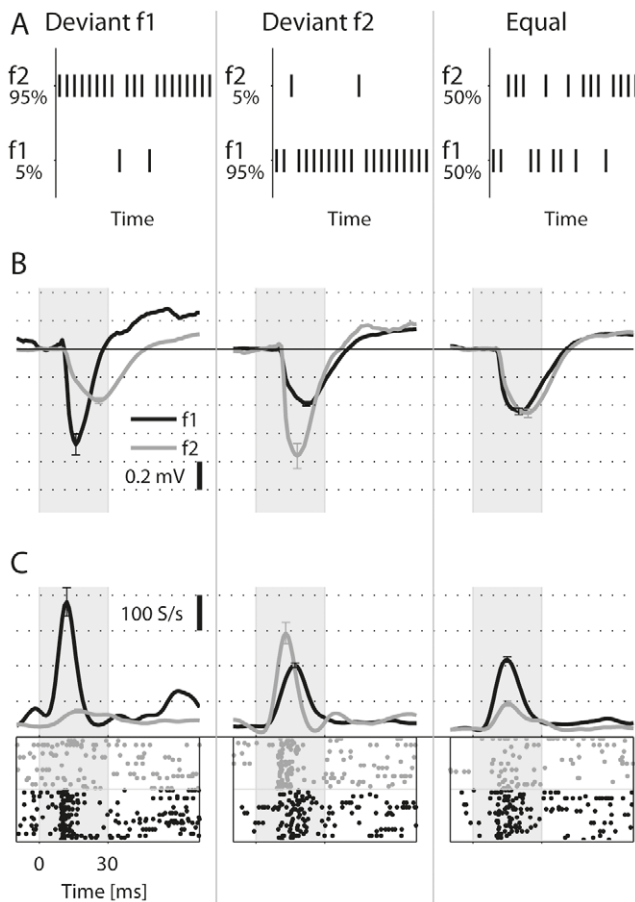 A
Deviant f1
Deviant f2
Equal
f2
95%
f1
5%
Time
f2
5%
f1
95%
Time
f2
50%
f1
50%
Time
B
f1
f2
0.2 mV
C
100 S/s
0
30
Time [ms]